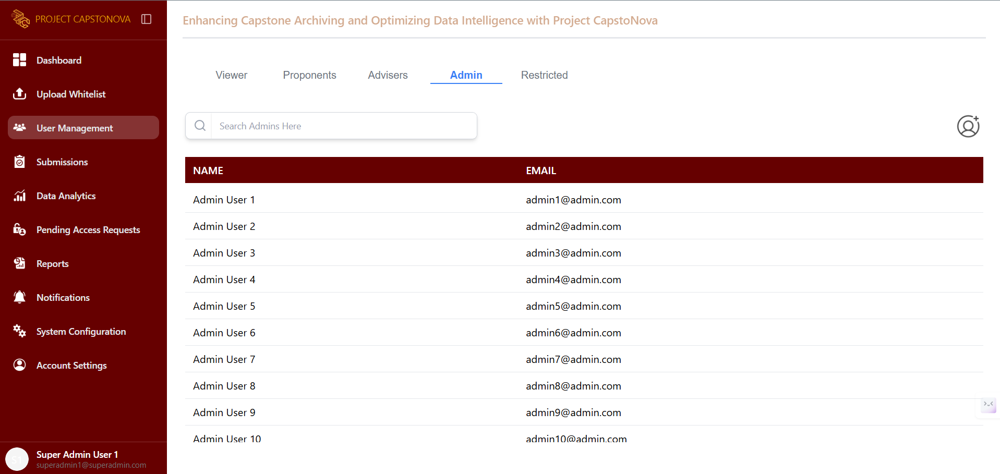 PROJECT CAPSTONOVA
Dashboard
Upload Whitelist
User Management
Submissions
Data Analytics
Pending Access Requests
Reports
Notifications
System Configuration
Account Settings
S1
Super Admin User 1
superadmin1@superadmin.com
Enhancing Capstone Archiving and Optimizing Data Intelligence with Project CapstoNova
Viewer Proponents Advisers Admin Restricted
Search Admins Here
NAME EMAIL
Admin User 1 admin1@admin.com
Admin User 2 admin2@admin.com
Admin User 3 admin3@admin.com
Admin User 4 admin4@admin.com
Admin User 5 admin5@admin.com
Admin User 6 admin6@admin.com
Admin User 7 admin7@admin.com
Admin User 8 admin8@admin.com
Admin User 9 admin9@admin.com
Admin User 10 admin10@admin.com